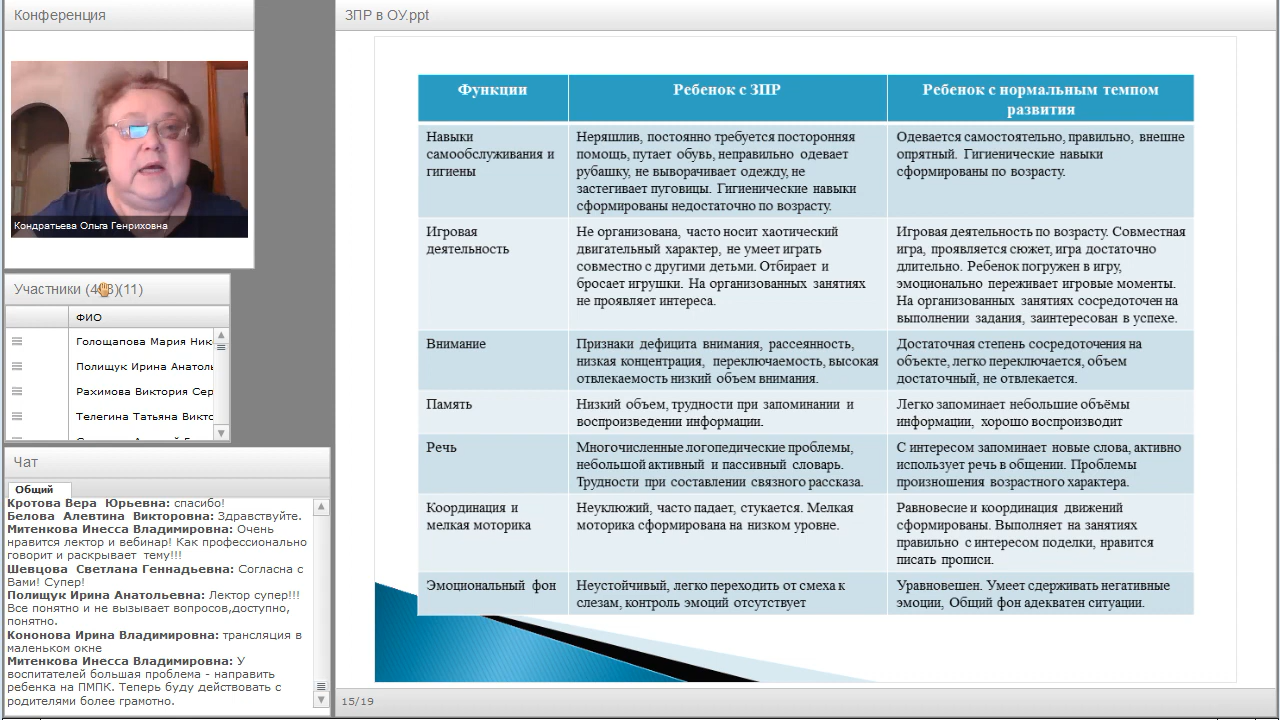 Конференция
Кондратьева Ольга Генриховна
Участники (4 3)(11)
ФИО
Голощапова Мария Ник
Полищук Ирина Анатоль
Рахимова Виктория Сер
Телегина Татьяна Викто
Чат
Общий
Кротова Вера Юрьевна: спасибо!
Белова Алевтина Викторовна: Здравствуйте.
Митенкова Инесса Владимировна: Очень
нравится лектор и вебинар! Как профессионально
говорит и раскрывает тему!!!
Шевцова Светлана Геннадьевна: Согласна с
Вами! Супер!
Полищук Ирина Анатольевна: Лектор супер!!!
Все понятно и не вызывает вопросов,доступно,
понятно.
Кононова Ирина Владимировна: трансляция в
маленьком окне
Митенкова Инесса Владимировна: У
воспитателей большая проблема - направить
ребенка на ПМПК. Теперь буду действовать с
родителями более грамотно.
ЗПР в ОУ.ppt
Функции
Ребенок с ЗПР
Ребенок с нормальным темпом
развития
Навыки
самообслуживания и
гигиены
Неряшлив, постоянно требуется посторонняя
помощь, путает обувь, неправильно одевает
рубашку, не выворачивает одежду, не
застегивает пуговицы. Гигиенические навыки
сформированы недостаточно по возрасту.
Одевается самостоятельно, правильно, внешне
опрятный. Гигиенические навыки
сформированы по возрасту.
Игровая
деятельность
Не организована, часто носит хаотический
двигательный характер, не умеет играть
совместно с другими детьми. Отбирает и
бросает игрушки. На организованных занятиях
не проявляет интереса.
Игровая деятельность по возрасту. Совместная
игра, проявляется сюжет, игра достаточно
длительно. Ребенок погружен в игру,
эмоционально переживает игровые моменты.
На организованных занятиях сосредоточен на
выполнении задания, заинтересован в успехе.
Внимание
Признаки дефицита внимания, рассеянность,
низкая концентрация, переключаемость, высокая
отвлекаемость низкий объем внимания.
Достаточная степень сосредоточения на
объекте, легко переключается, объем
достаточный, не отвлекается.
Память
Низкий объем, трудности при запоминании и
воспроизведении информации.
Легко запоминает небольшие объёмы
информации, хорошо воспроизводит
Речь
Многочисленные логопедические проблемы,
небольшой активный и пассивный словарь.
Трудности при составлении связного рассказа.
С интересом запоминает новые слова, активно
использует речь в общении. Проблемы
произношения возрастного характера.
Координация и
мелкая моторика
Неуклюжий, часто падает, стукается. Мелкая
моторика сформирована на низком уровне.
Равновесие и координация движений
сформированы. Выполняет на занятиях
правильно с интересом поделки, нравится
писать прописи.
Эмоциональный фон
Неустойчивый, легко переходить от смеха к
слезам, контроль эмоций отсутствует
Уравновешен. Умеет сдерживать негативные
эмоции, Общий фон адекватен ситуации.
15/19